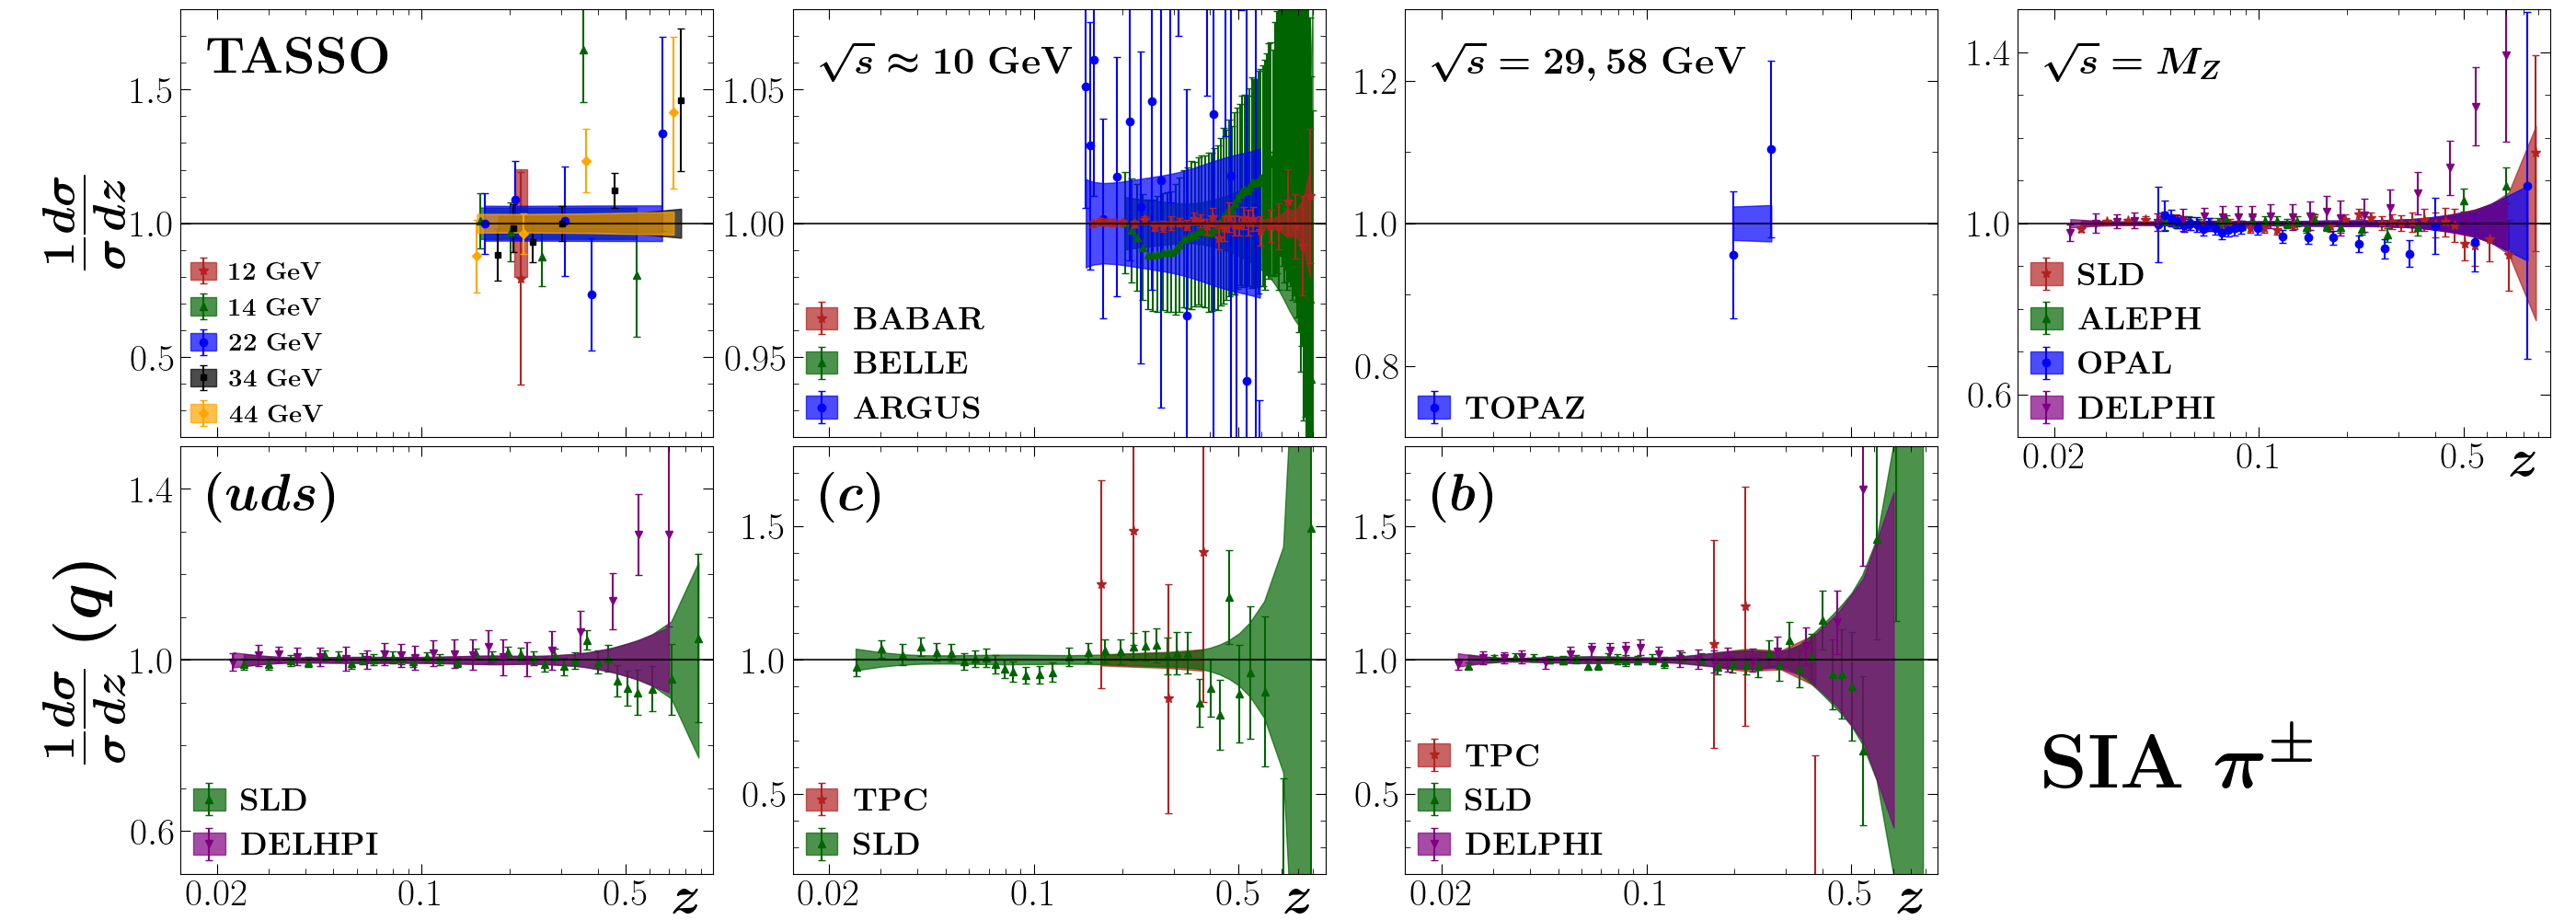 TASSO
1.5
1.0
0.5
1/σ dσ/dz
12 GeV
14 GeV
22 GeV
34 GeV
44 GeV
√s ≈ 10 GeV
1.05
1.00
0.95
BABAR
BELLE
ARGUS
√s = 29, 58 GeV
1.2
1.0
0.8
TOPAZ
√s = M_Z
1.4
1.0
0.6
SLD
ALEPH
OPAL
DELPHI
0.02 0.1 0.5 z
(uds)
1.4
1.0
0.6
1/σ dσ/dz (q)
SLD
DELHPI
0.02 0.1 0.5 z
(c)
1.5
1.0
0.5
TPC
SLD
0.02 0.1 0.5 z
(b)
1.5
1.0
0.5
TPC
SLD
DELPHI
0.02 0.1 0.5 z
SIA π±